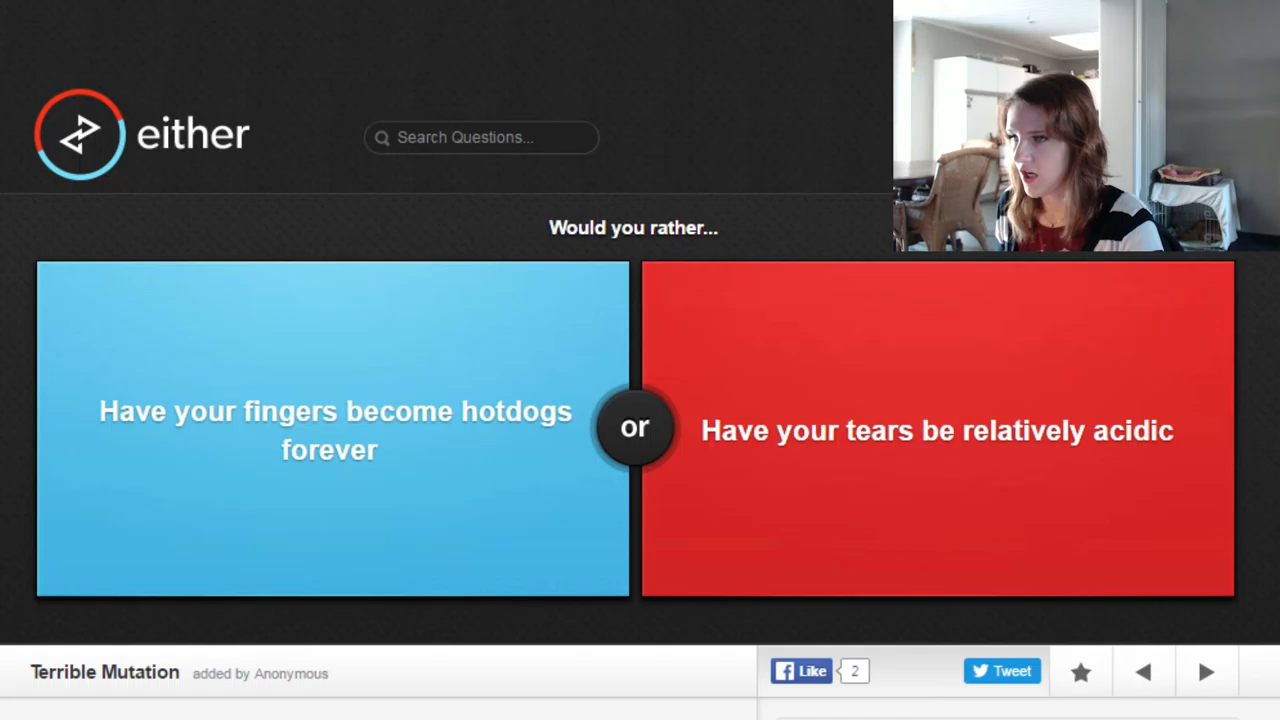 either
Search Questions...
Would you rather...
Have your fingers become hotdogs
forever
or
Have your tears be relatively acidic
Terrible Mutation added by Anonymous
Like 2
Tweet